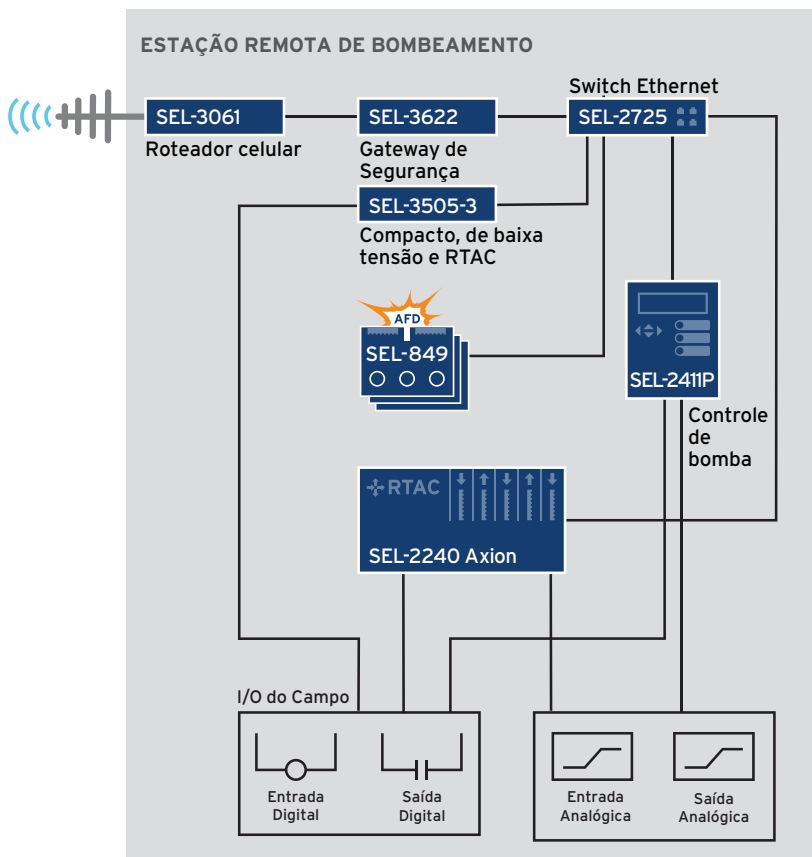 ESTAÇÃO REMOTA DE BOMBEAMENTO
SEL-3061
Roteador celular
SEL-3622
Gateway de
Segurança
Switch Ethernet
SEL-2725
SEL-3505-3
Compacto, de baixa
tensão e RTAC
AFD
SEL-849
SEL-2411P
Controle
de
bomba
RTAC
SEL-2240 Axion
I/O do Campo
Entrada
Digital
Saída
Digital
Entrada
Analógica
Saída
Analógica